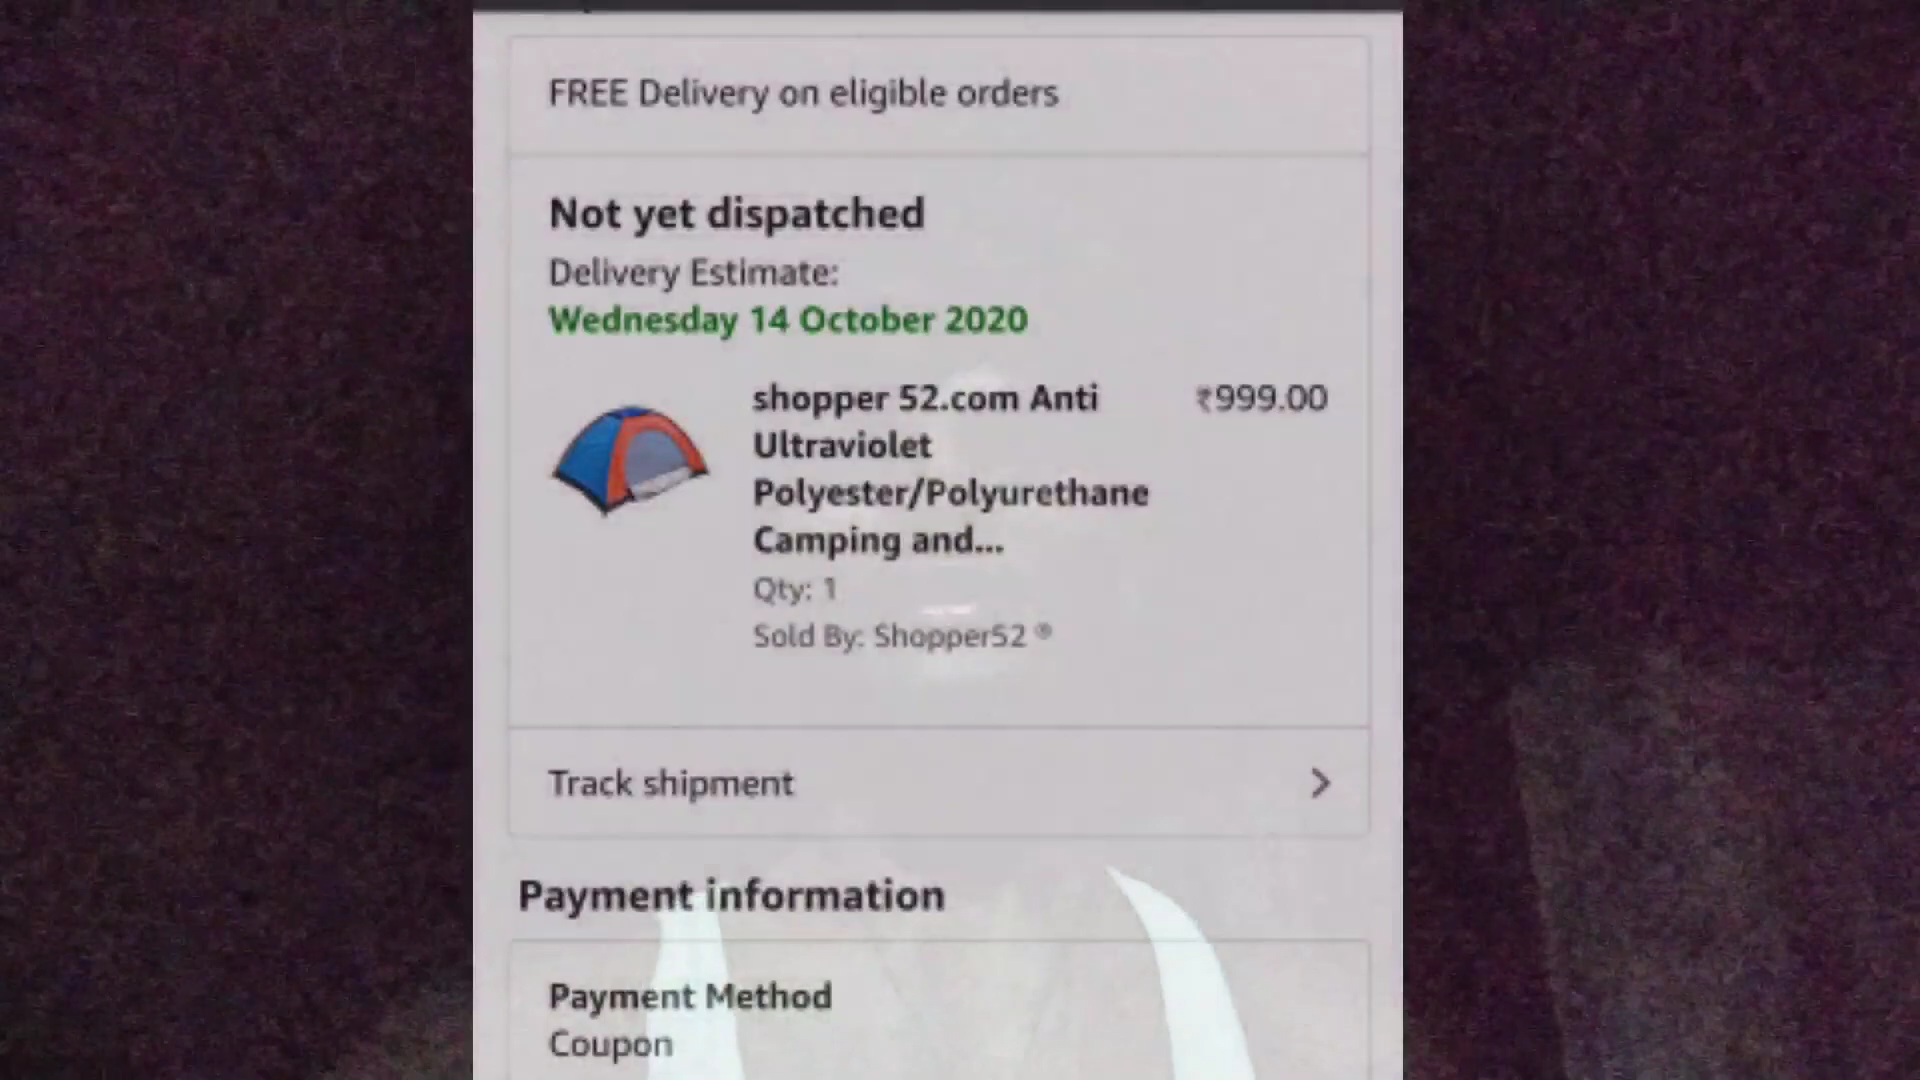 FREE Delivery on eligible orders
Not yet dispatched
Delivery Estimate:
Wednesday 14 October 2020
shopper 52.com Anti
₹999.00
Ultraviolet
Polyester/Polyurethane
Camping and...
Qty: 1
Sold By: Shopper52 ®
Track shipment
Payment information
Payment Method
Coupon